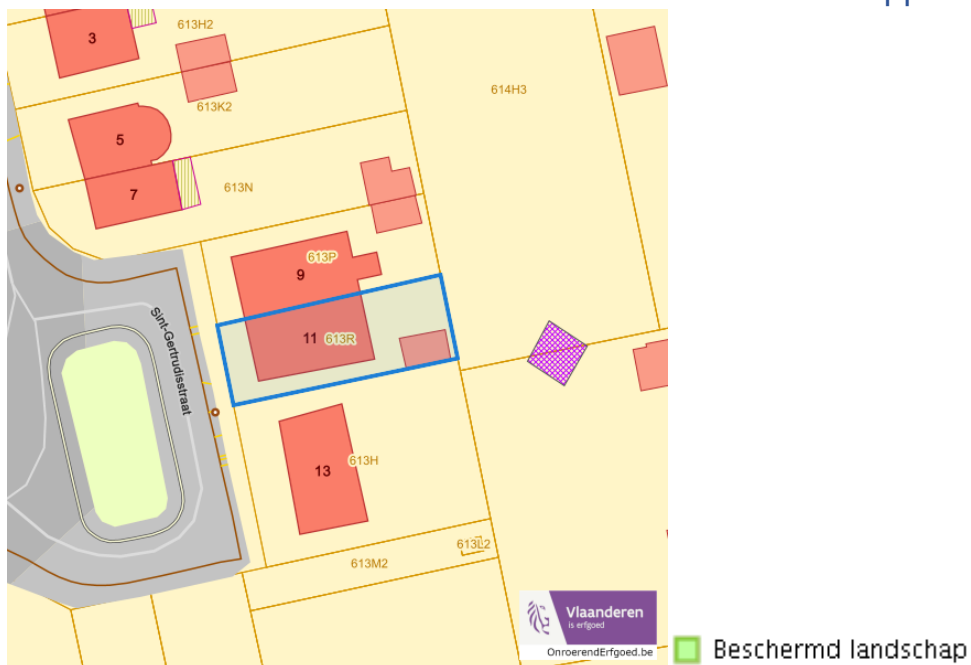 613H2
3
614H3
613K2
5
7
613N
613P
9
11
613R
Sint-Gertrudisstraat
13
613H
613L2
613M2
Vlaanderen
is erfgoed
OnroerendErfgoed.be
Beschermd landschap